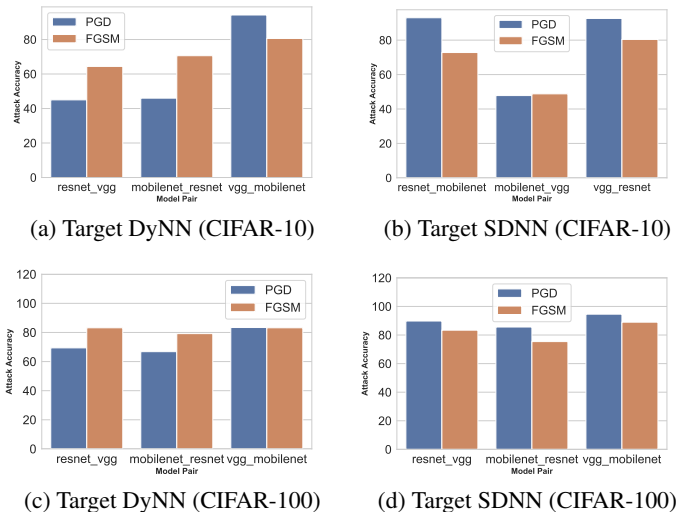 80
60
40
20
0
Attack Accuracy
PGD
FGSM
resnet_vgg mobilenet_resnet vgg_mobilenet
Model Pair
(a) Target DyNN (CIFAR-10)
80
60
40
20
0
Attack Accuracy
PGD
FGSM
resnet_mobilenet mobilenet_vgg vgg_resnet
Model Pair
(b) Target SDNN (CIFAR-10)
120
100
80
60
40
20
0
Attack Accuracy
PGD
FGSM
resnet_vgg mobilenet_resnet vgg_mobilenet
Model Pair
(c) Target DyNN (CIFAR-100)
120
100
80
60
40
20
0
Attack Accuracy
PGD
FGSM
resnet_vgg mobilenet_resnet vgg_mobilenet
Model Pair
(d) Target SDNN (CIFAR-100)